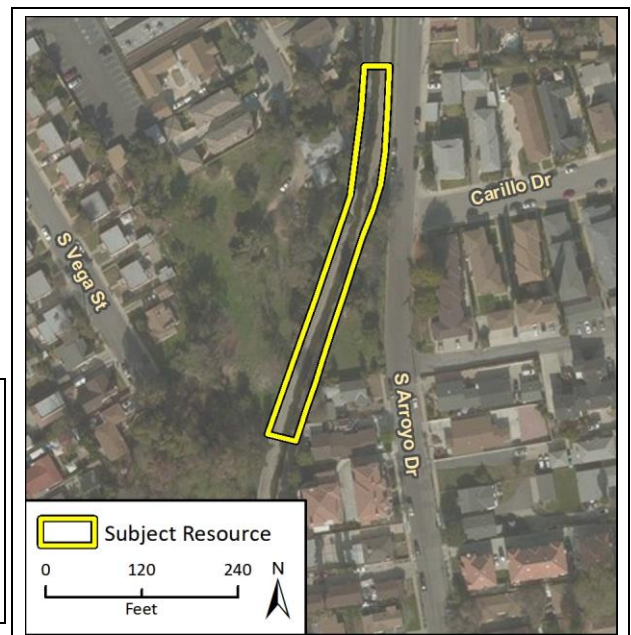 Carillo Dr
S Vega St
S Arroyo Dr
Subject Resource
0 120 240 N
Feet